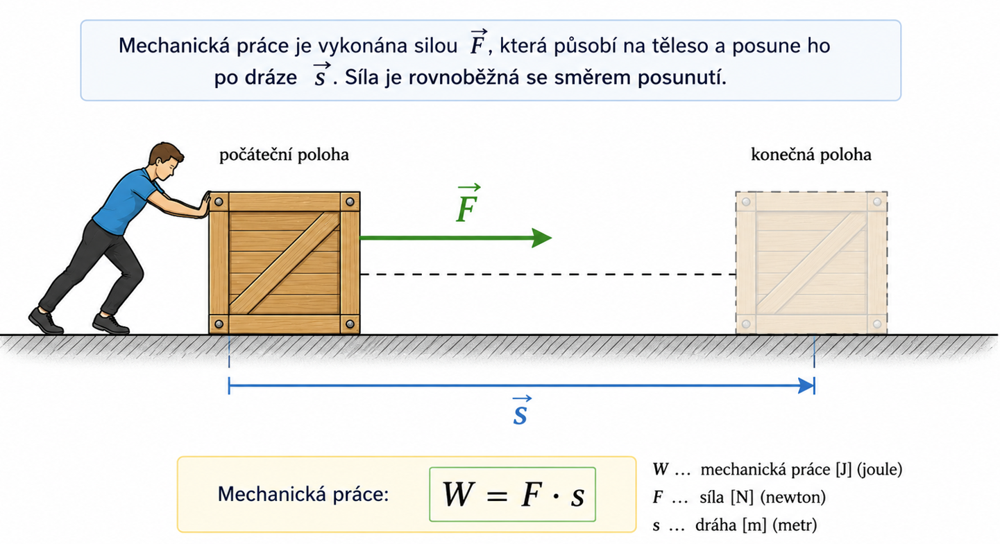 Mechanická práce je vykonána silou F⃗, která působí na těleso a posune ho
po dráze s⃗. Síla je rovnoběžná se směrem posunutí.
počáteční poloha
konečná poloha
F⃗
s⃗
Mechanická práce: W = F · s
W … mechanická práce [J] (joule)
F … síla [N] (newton)
s … dráha [m] (metr)